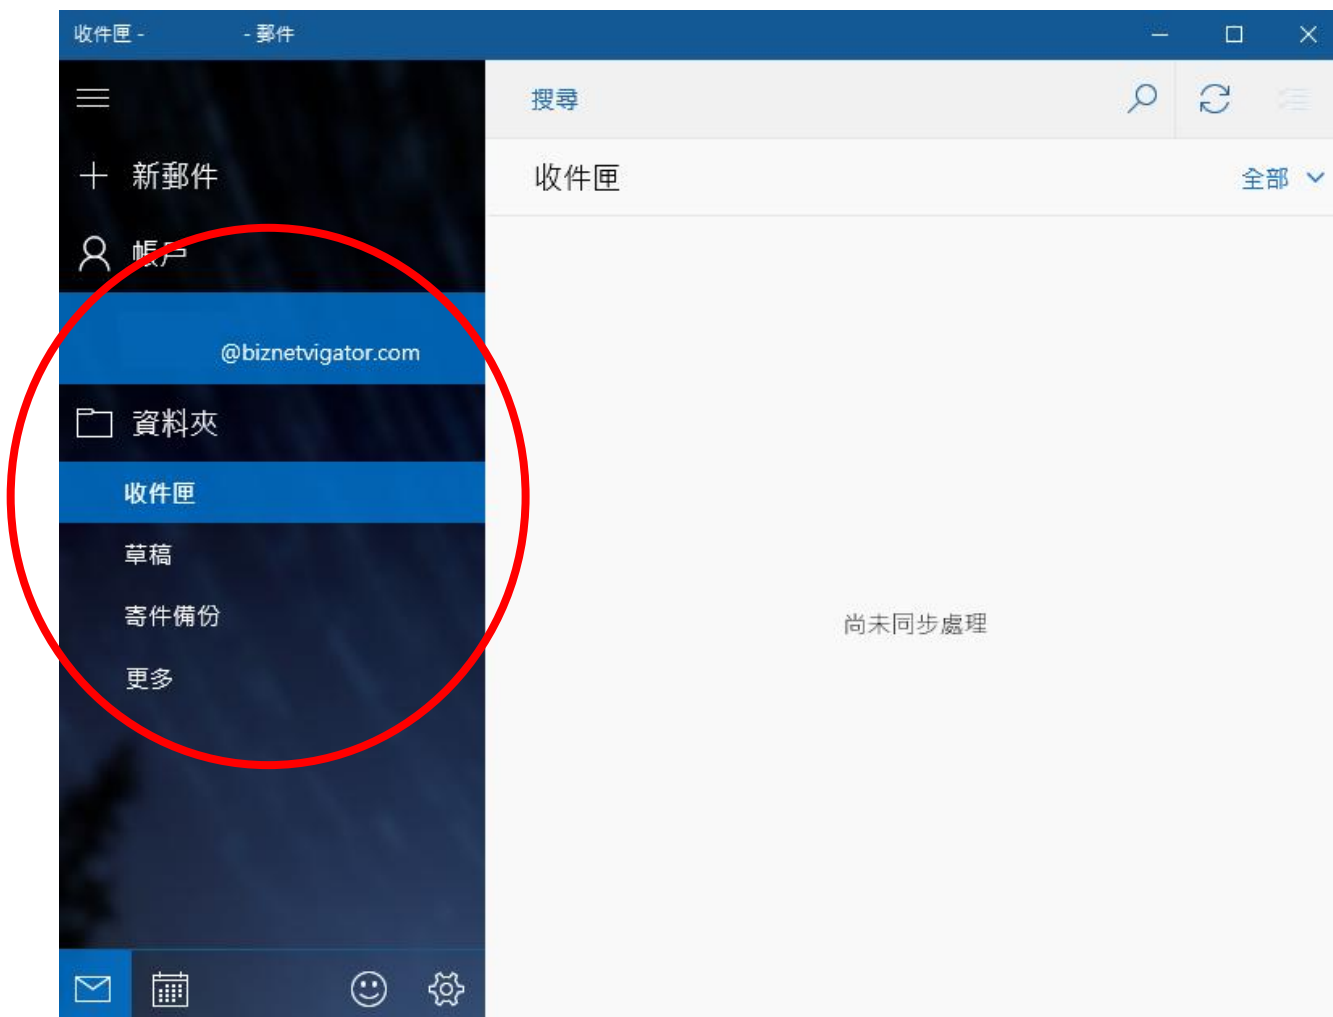 收件匣 - - 郵件
新郵件
帳戶
@biznetvigator.com
資料夾
收件匣
草稿
寄件備份
更多
搜尋
收件匣
全部
尚未同步處理